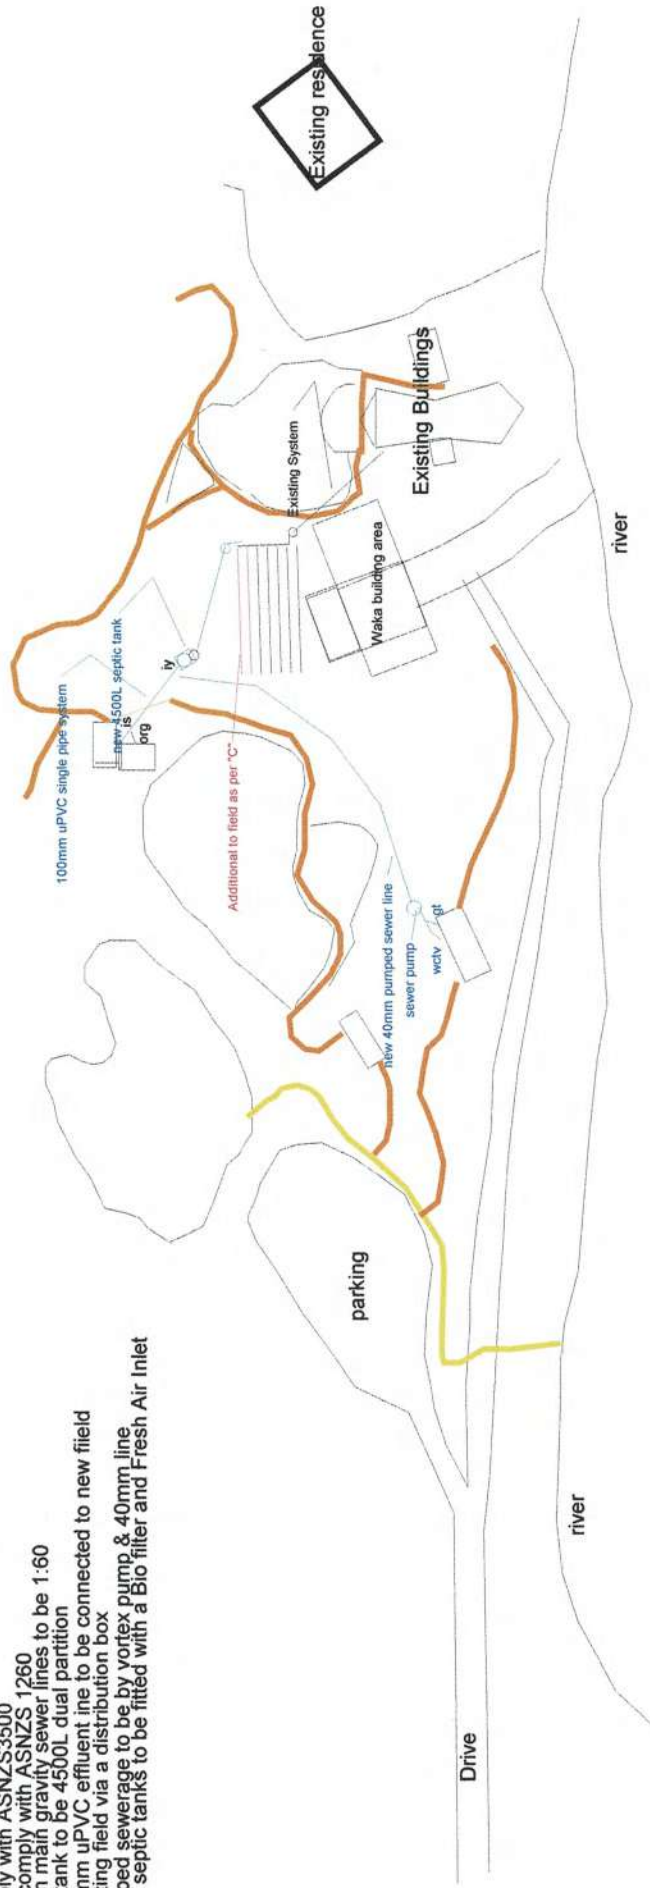 ly with ASNZS3500
comply with ASNZS 1260
main gravity sewer lines to be 1:60
tank to be 4500L dual partition
mm uPVC effluent ine to be connected to new fiield
ing field via a distribution box
ped sewerage to be by vortex pump & 40mm line
septic tanks to be fitted with a Bio filter and Fresh Air Inlet
Drive
river
parking
100mm uPVC single pipe system
new 4500L septic tank
is
org
iy
Additional to field as per "C"
new 40mm pumped sewer line
sewer pump
wctv
gt
Existing System
Waka building area
Existing Buildings
Existing residence
river